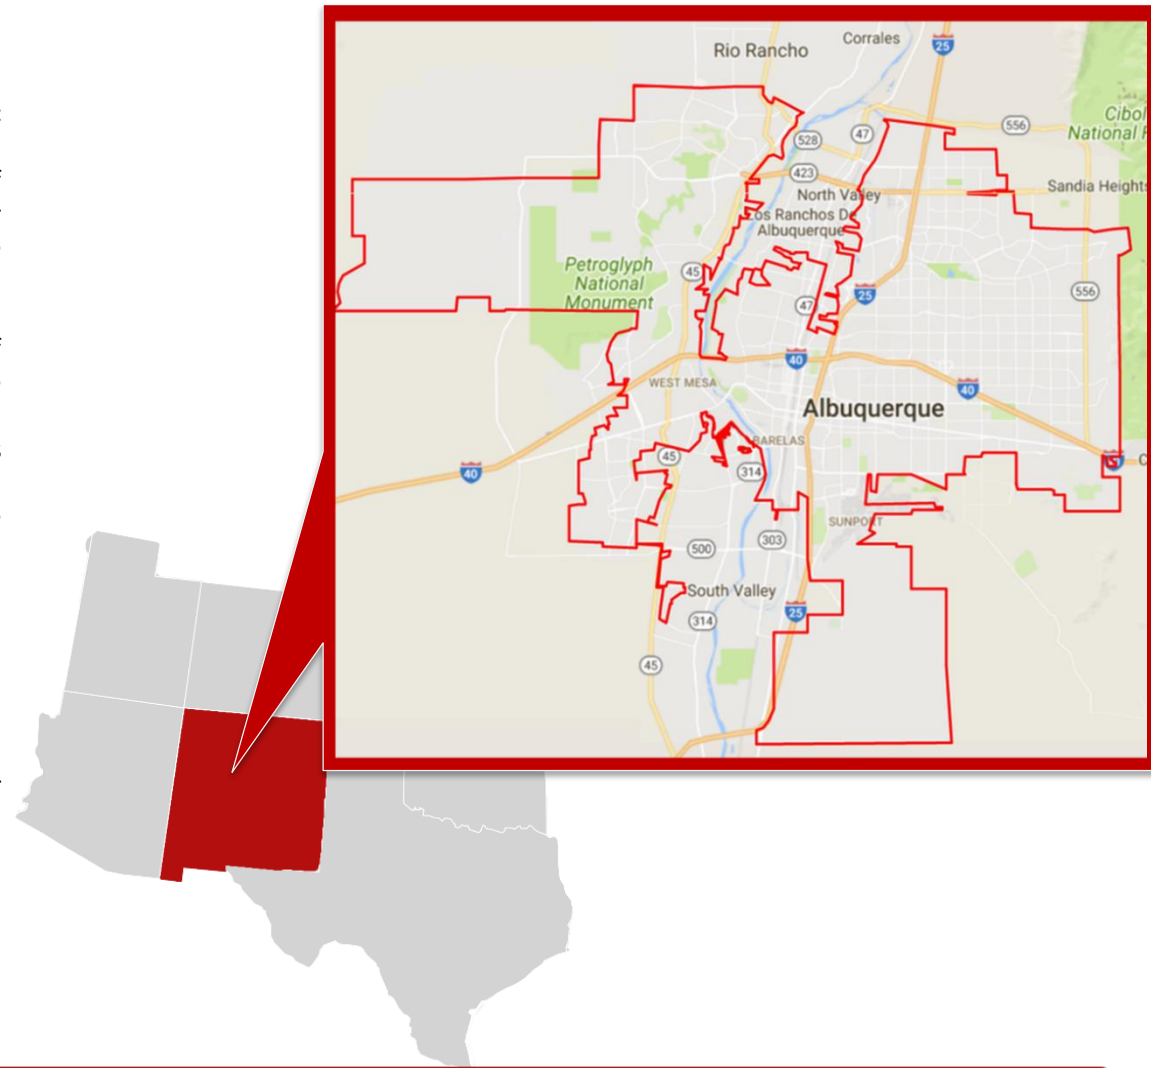 Rio Rancho
Corrales
25
Cibol
National F
556
528
47
423
North Valley
Sandia Heights
Los Ranchos De
Albuquerque
Petroglyph
National
Monument
45
47
25
556
40
WEST MESA
40
Albuquerque
BARELAS
45
314
40
C
SUNPORT
500
303
South Valley
25
314
45